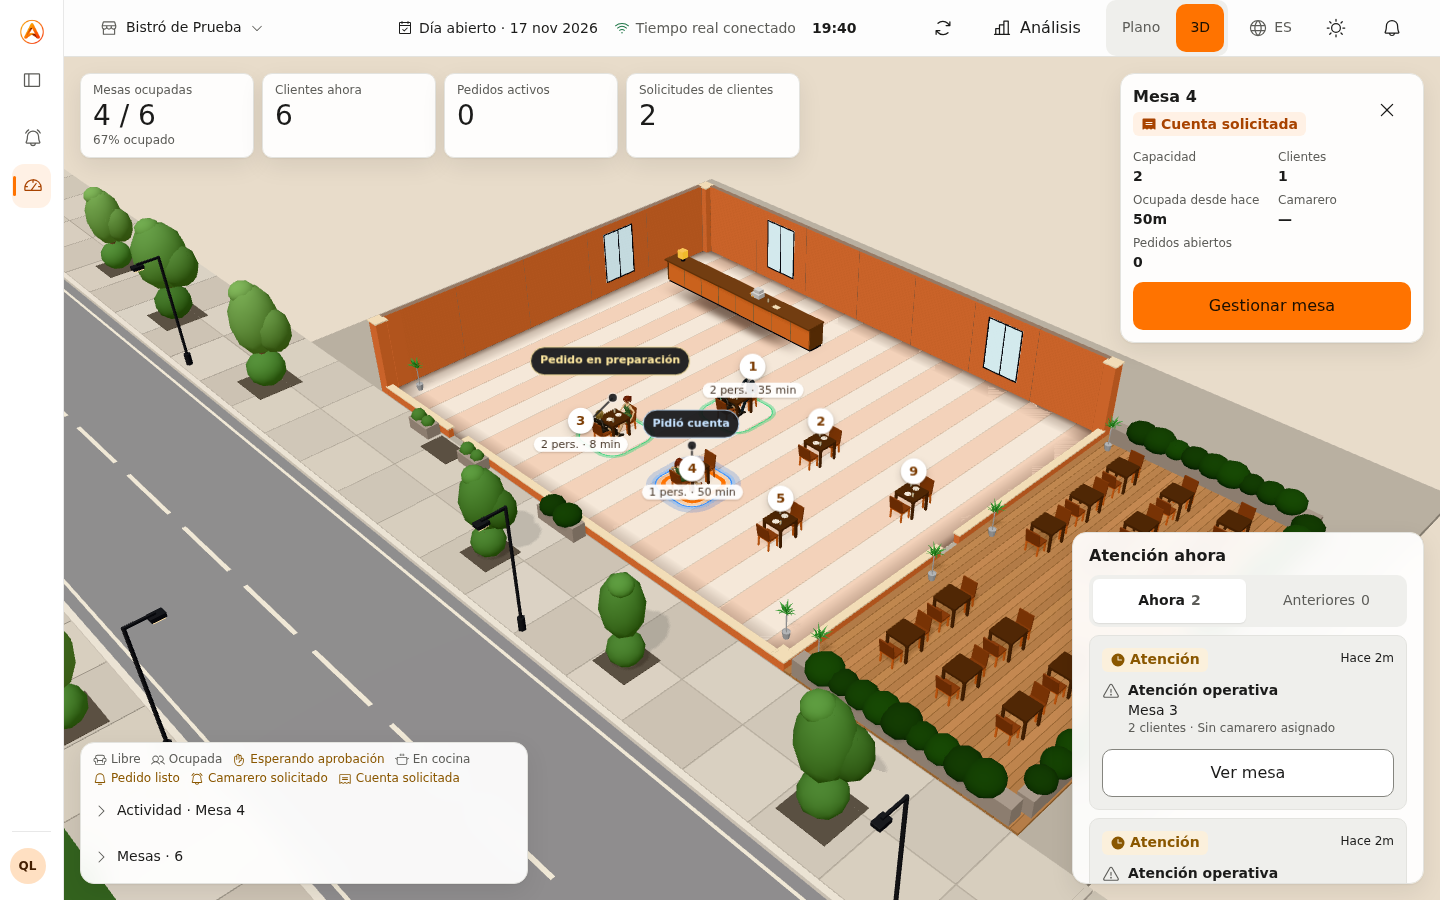 Bistró de Prueba
Día abierto · 17 nov 2026
Tiempo real conectado
19:40
Análisis
Plano
3D
ES
Mesas ocupadas
4 / 6
67% ocupado
Clientes ahora
6
Pedidos activos
0
Solicitudes de clientes
2
Mesa 4
Cuenta solicitada
Capacidad
2
Clientes
1
Ocupada desde hace
50m
Camarero
—
Pedidos abiertos
0
Gestionar mesa
Pedido en preparación
1
2 pers. · 35 min
3
2 pers. · 8 min
Pidió cuenta
2
4
1 pers. · 50 min
9
5
Atención ahora
Ahora 2
Anteriores 0
Atención
Hace 2m
Atención operativa
Mesa 3
2 clientes · Sin camarero asignado
Ver mesa
Atención
Hace 2m
Atención operativa
Libre
Ocupada
Esperando aprobación
En cocina
Pedido listo
Camarero solicitado
Cuenta solicitada
Actividad · Mesa 4
Mesas · 6
QL